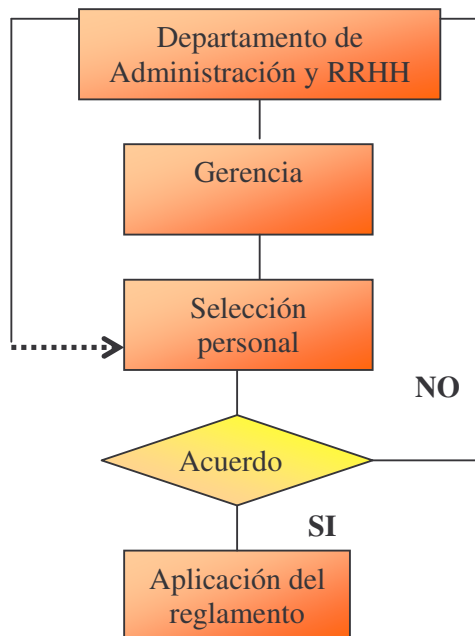 Departamento de
Administración y RRHH
Gerencia
Selección
personal
NO
Acuerdo
SI
Aplicación del
reglamento